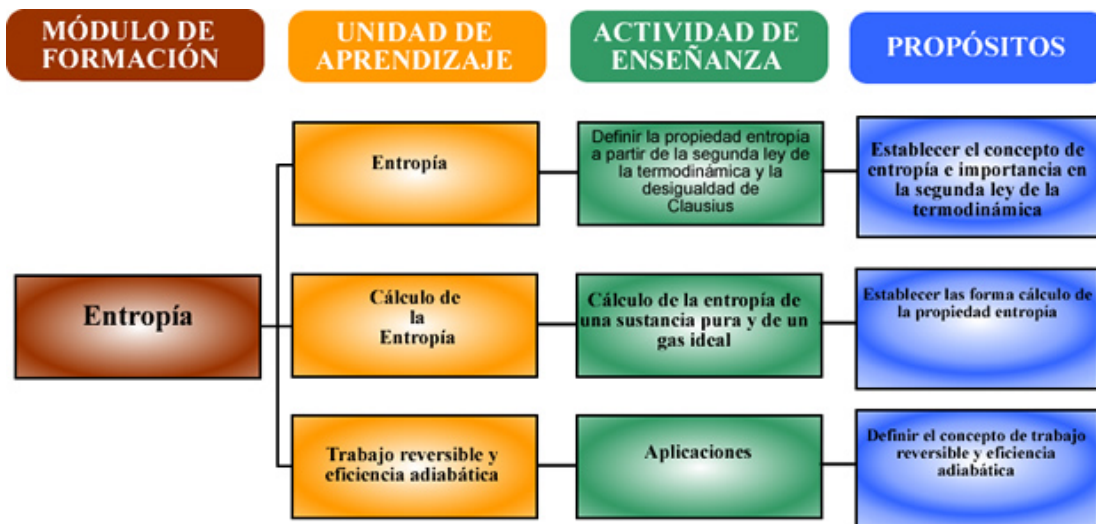 MÓDULO DE
FORMACIÓN
UNIDAD DE
APRENDIZAJE
ACTIVIDAD DE
ENSEÑANZA
PROPÓSITOS
Entropía
Entropía
Definir la propiedad entropía
a partir de la segunda ley de
la termodinámica y la
desigualdad de
Clausius
Establecer el concepto de
entropía e importancia en
la segunda ley de la
termodinámica
Cálculo de
la
Entropía
Cálculo de la entropía de
una sustancia pura y de un
gas ideal
Establecer las forma cálculo de
la propiedad entropía
Trabajo reversible y
eficiencia adiabática
Aplicaciones
Definir el concepto de trabajo
reversible y eficiencia
adiabática